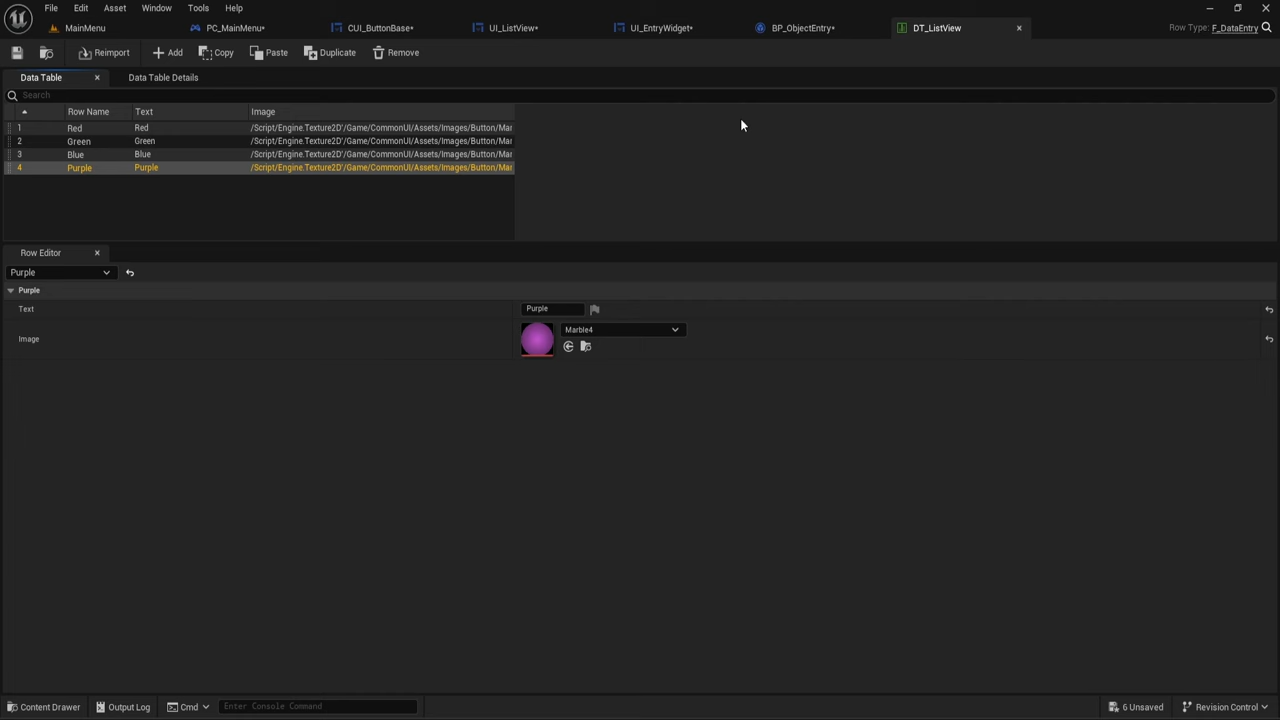 File Edit Asset Window Tools Help
MainMenu PC_MainMenu* CUI_ButtonBase* UI_ListView* UI_EntryWidget* BP_ObjectEntry* DT_ListView Row Type: F_DataEntry
Reimport Add Copy Paste Duplicate Remove
Data Table Data Table Details
Search
Row Name Text Image
1 Red Red /Script/Engine.Texture2D'/Game/CommonUI/Assets/Images/Button/Mar
2 Green Green /Script/Engine.Texture2D'/Game/CommonUI/Assets/Images/Button/Mar
3 Blue Blue /Script/Engine.Texture2D'/Game/CommonUI/Assets/Images/Button/Mar
4 Purple Purple /Script/Engine.Texture2D'/Game/CommonUI/Assets/Images/Button/Mar
Row Editor
Purple
Purple
Text Purple
Image Marble4
Content Drawer Output Log Cmd Enter Console Command 6 Unsaved Revision Control